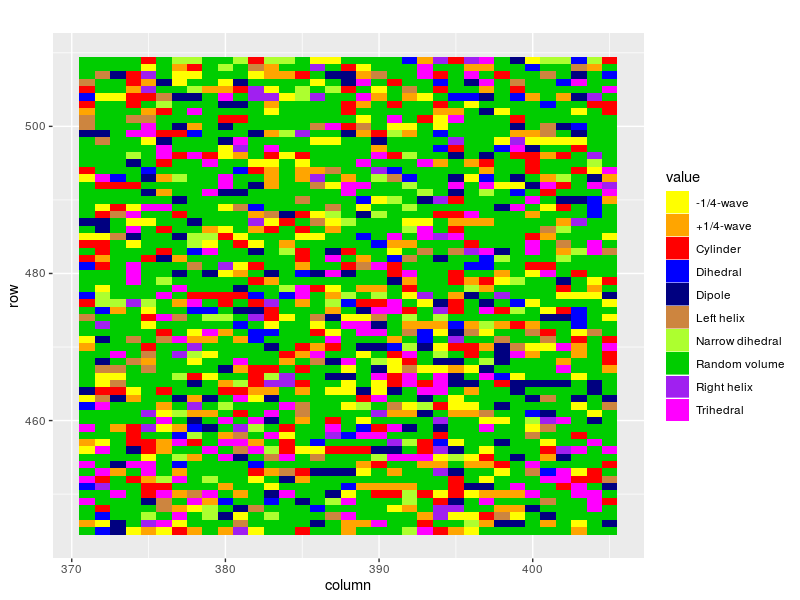 500
480
460
370
380
390
400
column
row
value
-1/4-wave
+1/4-wave
Cylinder
Dihedral
Dipole
Left helix
Narrow dihedral
Random volume
Right helix
Trihedral